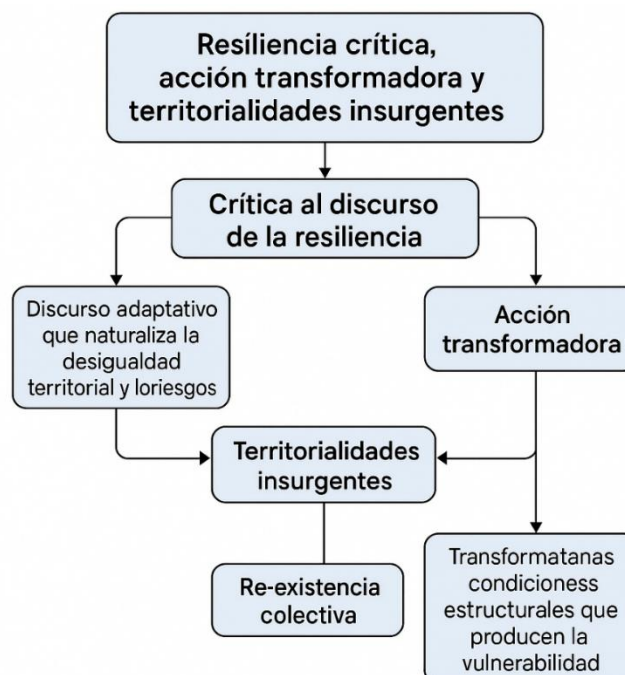 Resíliencia crítica,
acción transformadora y
territorialidades insurgentes
Crítica al discurso
de la resiliencia
Discurso adaptativo
que naturaliza la
desigualdad
territorial y loriesgos
Acción
transformadora
Territorialidades
insurgentes
Re-existencia
colectiva
Transformatanas
condicioness
estructurales que
producen la
vulnerabilidad